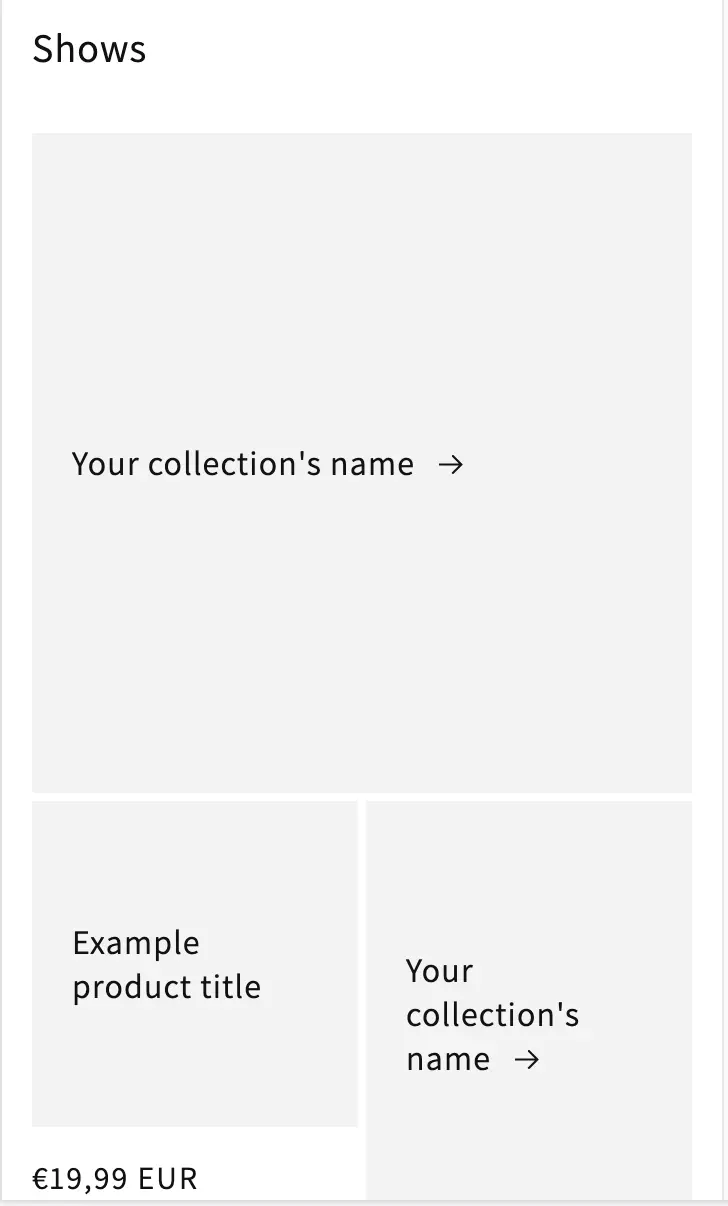 Shows
Your collection's name →
Example
product title
€19,99 EUR
Your
collection's
name →